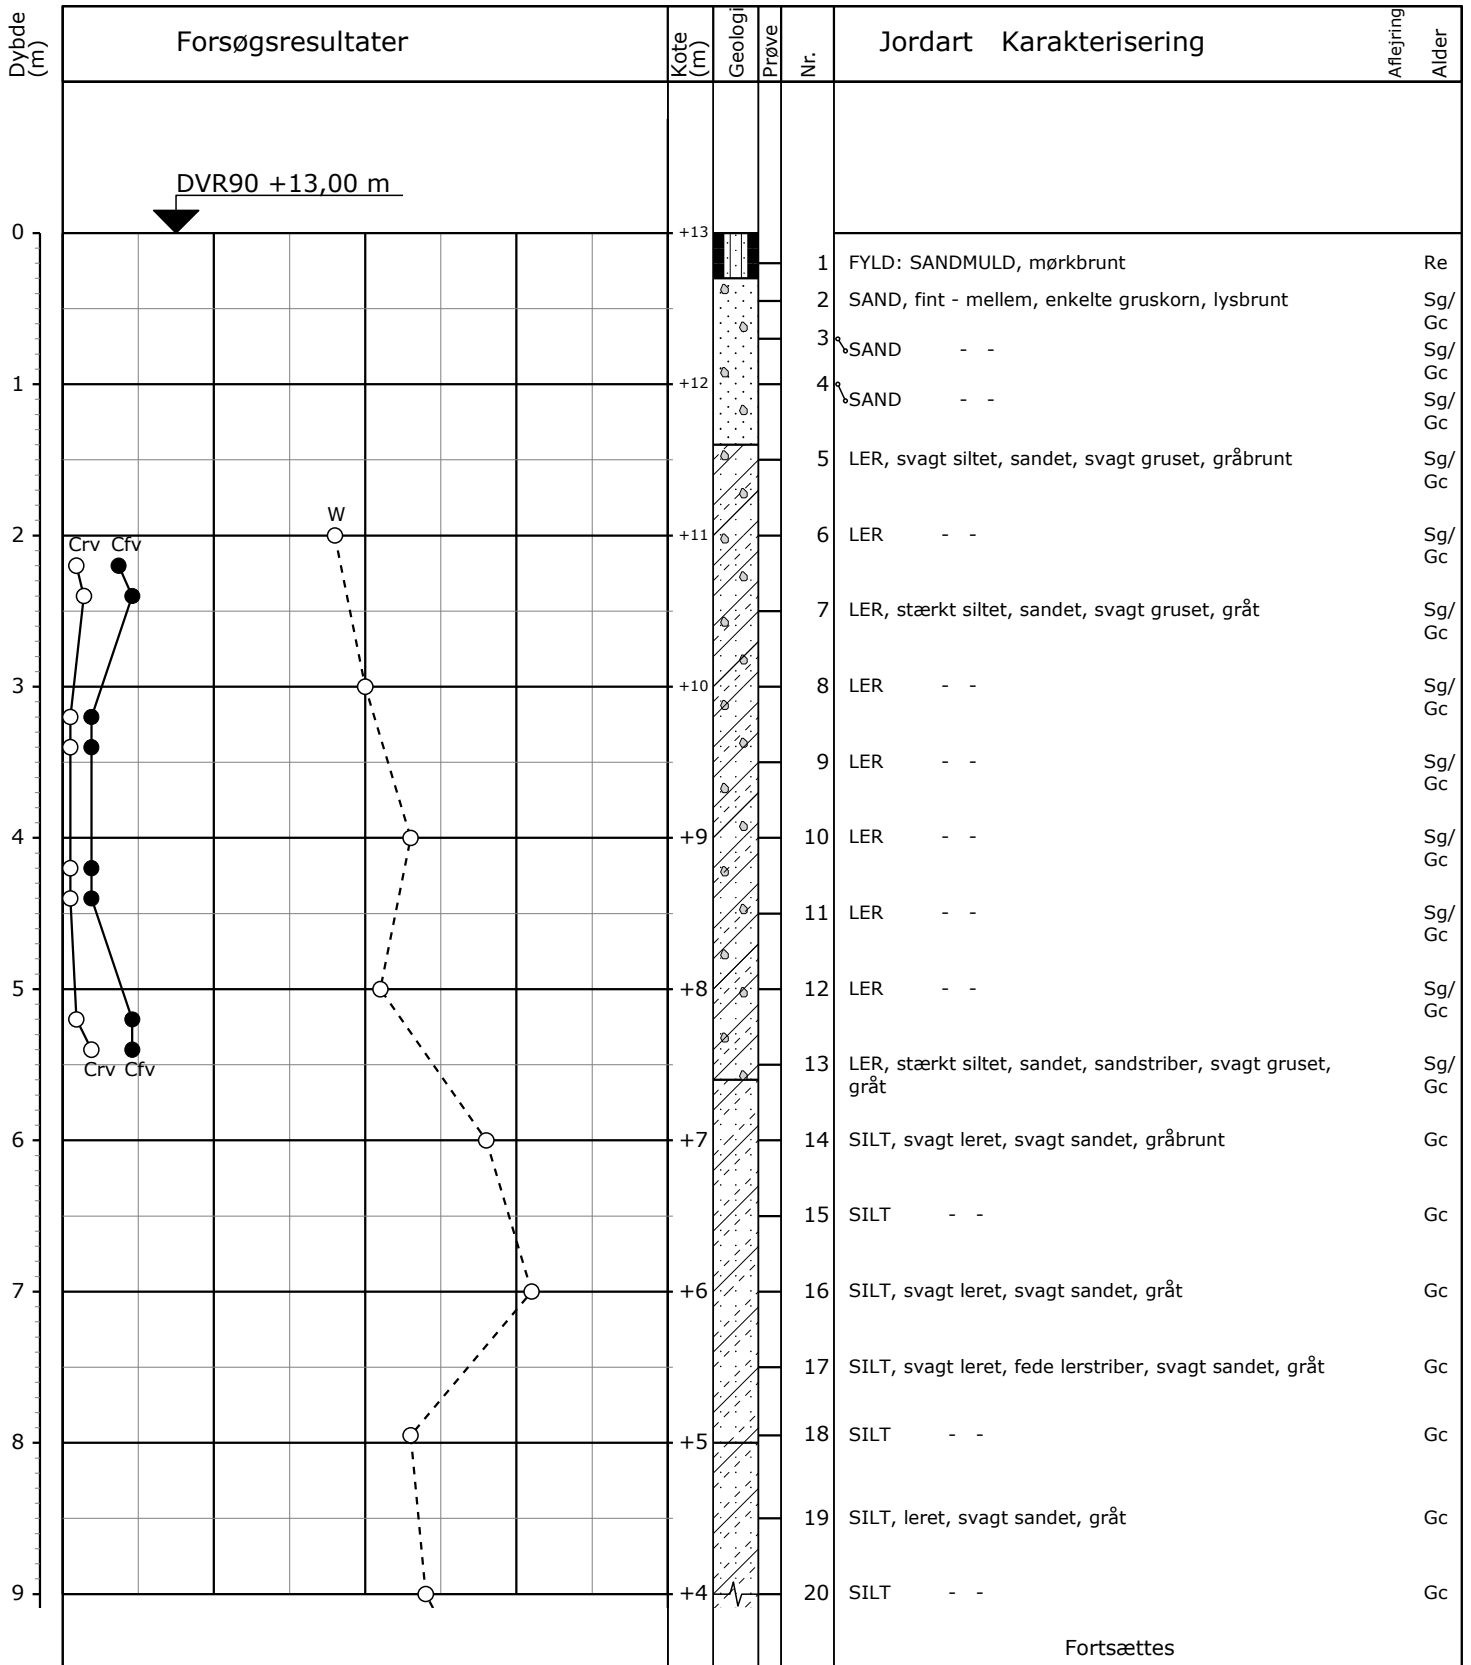 Dybde (m)
Forsøgsresultater
Kote (m)
Geologi
Prøve
Nr.
Jordart Karakterisering
Aflejring
Alder
DVR90 +13,00 m
0 +13
1 FYLD: SANDMULD, mørkbrunt Re
2 SAND, fint - mellem, enkelte gruskorn, lysbrunt Sg/
Gc
3 SAND - - Sg/
Gc
1 +12
4 SAND - - Sg/
Gc
5 LER, svagt siltet, sandet, svagt gruset, gråbrunt Sg/
Gc
W
2 +11 6 LER - - Sg/
Gc
Crv Cfv
7 LER, stærkt siltet, sandet, svagt gruset, gråt Sg/
Gc
3 +10 8 LER - - Sg/
Gc
9 LER - - Sg/
Gc
4 +9 10 LER - - Sg/
Gc
11 LER - - Sg/
Gc
5 +8 12 LER - - Sg/
Gc
13 LER, stærkt siltet, sandet, sandstriber, svagt gruset, Sg/
Crv Cfv
gråt Gc
6 +7 14 SILT, svagt leret, svagt sandet, gråbrunt Gc
15 SILT - - Gc
7 +6 16 SILT, svagt leret, svagt sandet, gråt Gc
17 SILT, svagt leret, fede lerstriber, svagt sandet, gråt Gc
8 +5 18 SILT - - Gc
19 SILT, leret, svagt sandet, gråt Gc
9 +4 20 SILT - - Gc
Fortsættes